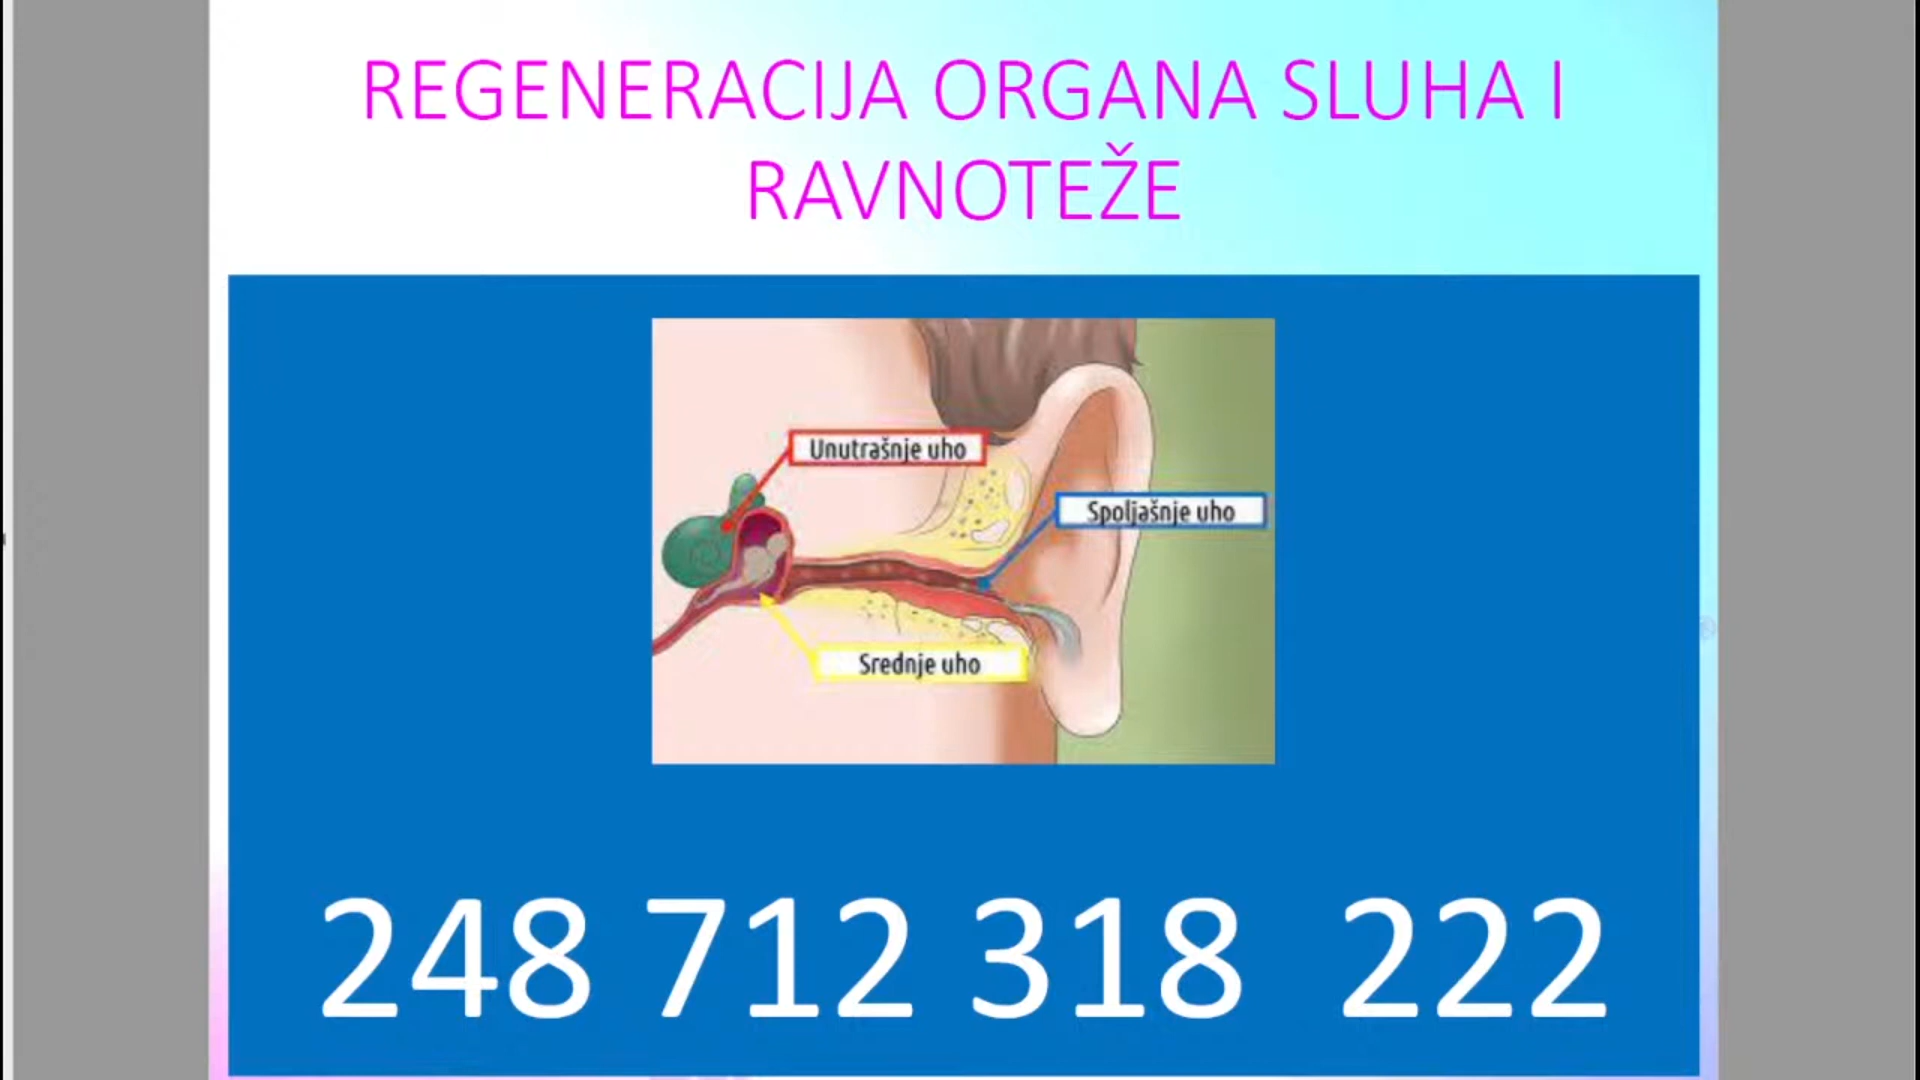 REGENERACIJA ORGANA SLUHA I
RAVNOTEŽE
Unutrašnje uho
Spoljašnje uho
Srednje uho
248 712 318  222